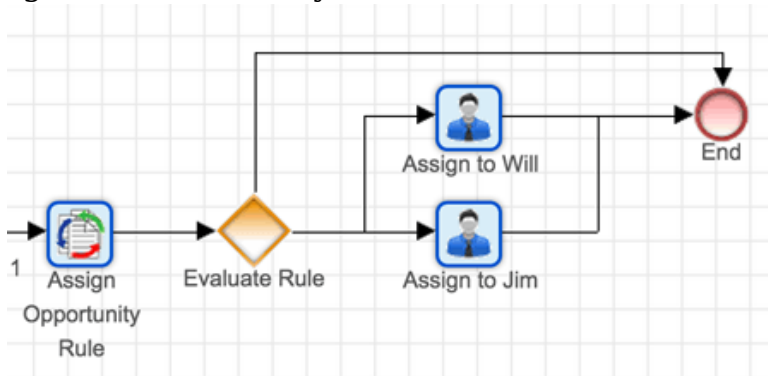 Assign to Will
End
1
Assign
Opportunity
Rule
Evaluate Rule
Assign to Jim